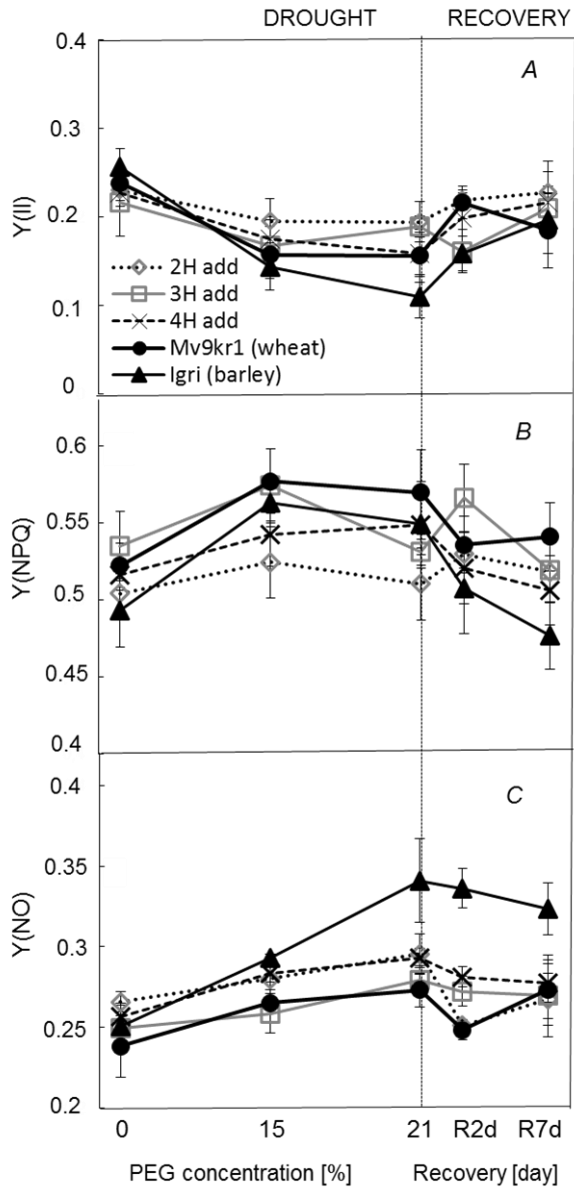 DROUGHT RECOVERY
A
0.4
0.3
0.2
0.1
0
Y(II)
2H add
3H add
4H add
Mv9kr1 (wheat)
Igri (barley)
B
0.6
0.55
0.5
0.45
0.4
Y(NPQ)
C
0.4
0.35
0.3
0.25
0.2
Y(NO)
0 15 21 R2d R7d
PEG concentration [%] Recovery [day]